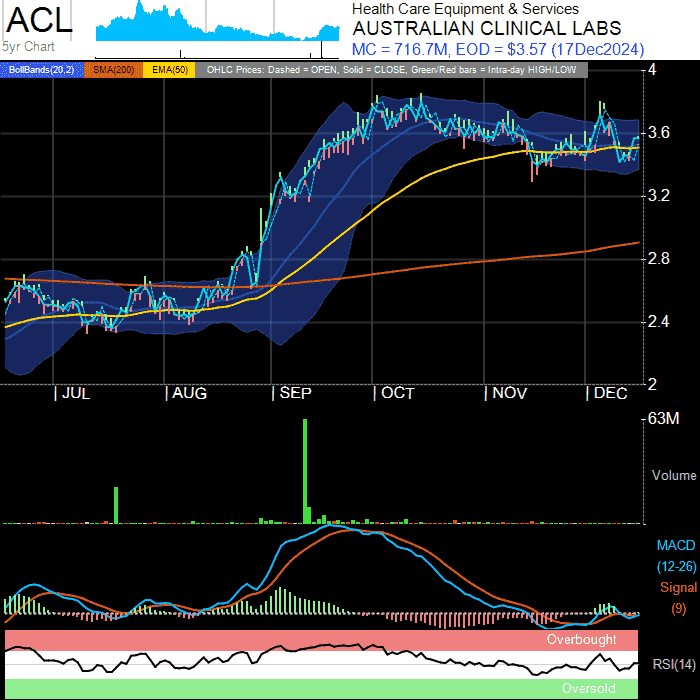 ACL
5yr Chart
Health Care Equipment & Services
AUSTRALIAN CLINICAL LABS
MC = 716.7M, EOD = $3.57 (17Dec2024)
BollBands(20,2) SMA(200) EMA(50) OHLC Prices: Dashed = OPEN, Solid = CLOSE, Green/Red bars = Intra-day HIGH/LOW
4
3.6
3.2
2.8
2.4
2
JUL AUG SEP OCT NOV DEC
63M
Volume
MACD
(12-26)
Signal
(9)
Overbought
RSI(14)
Oversold